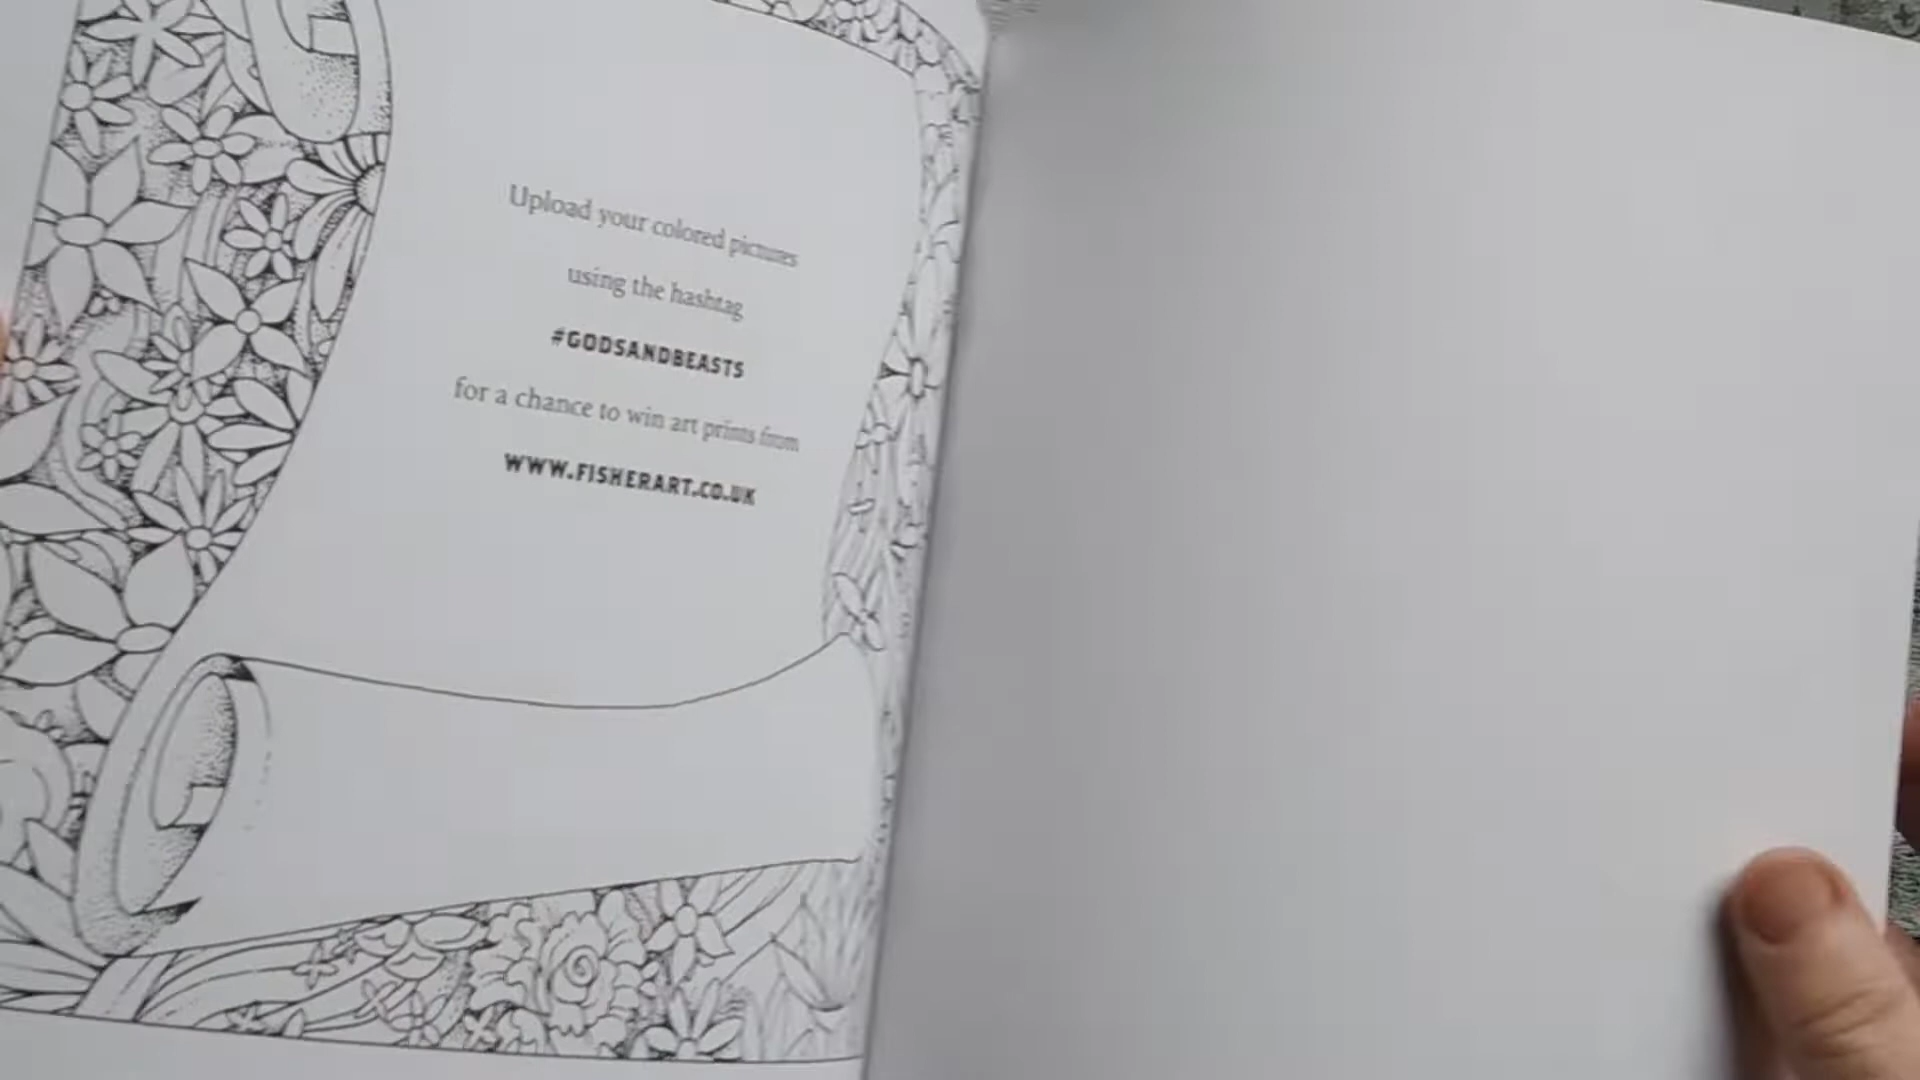 Upload your colored pictures
using the hashtag
#GODSANDBEASTS
for a chance to win art prints from
WWW.FISHERART.CO.UK